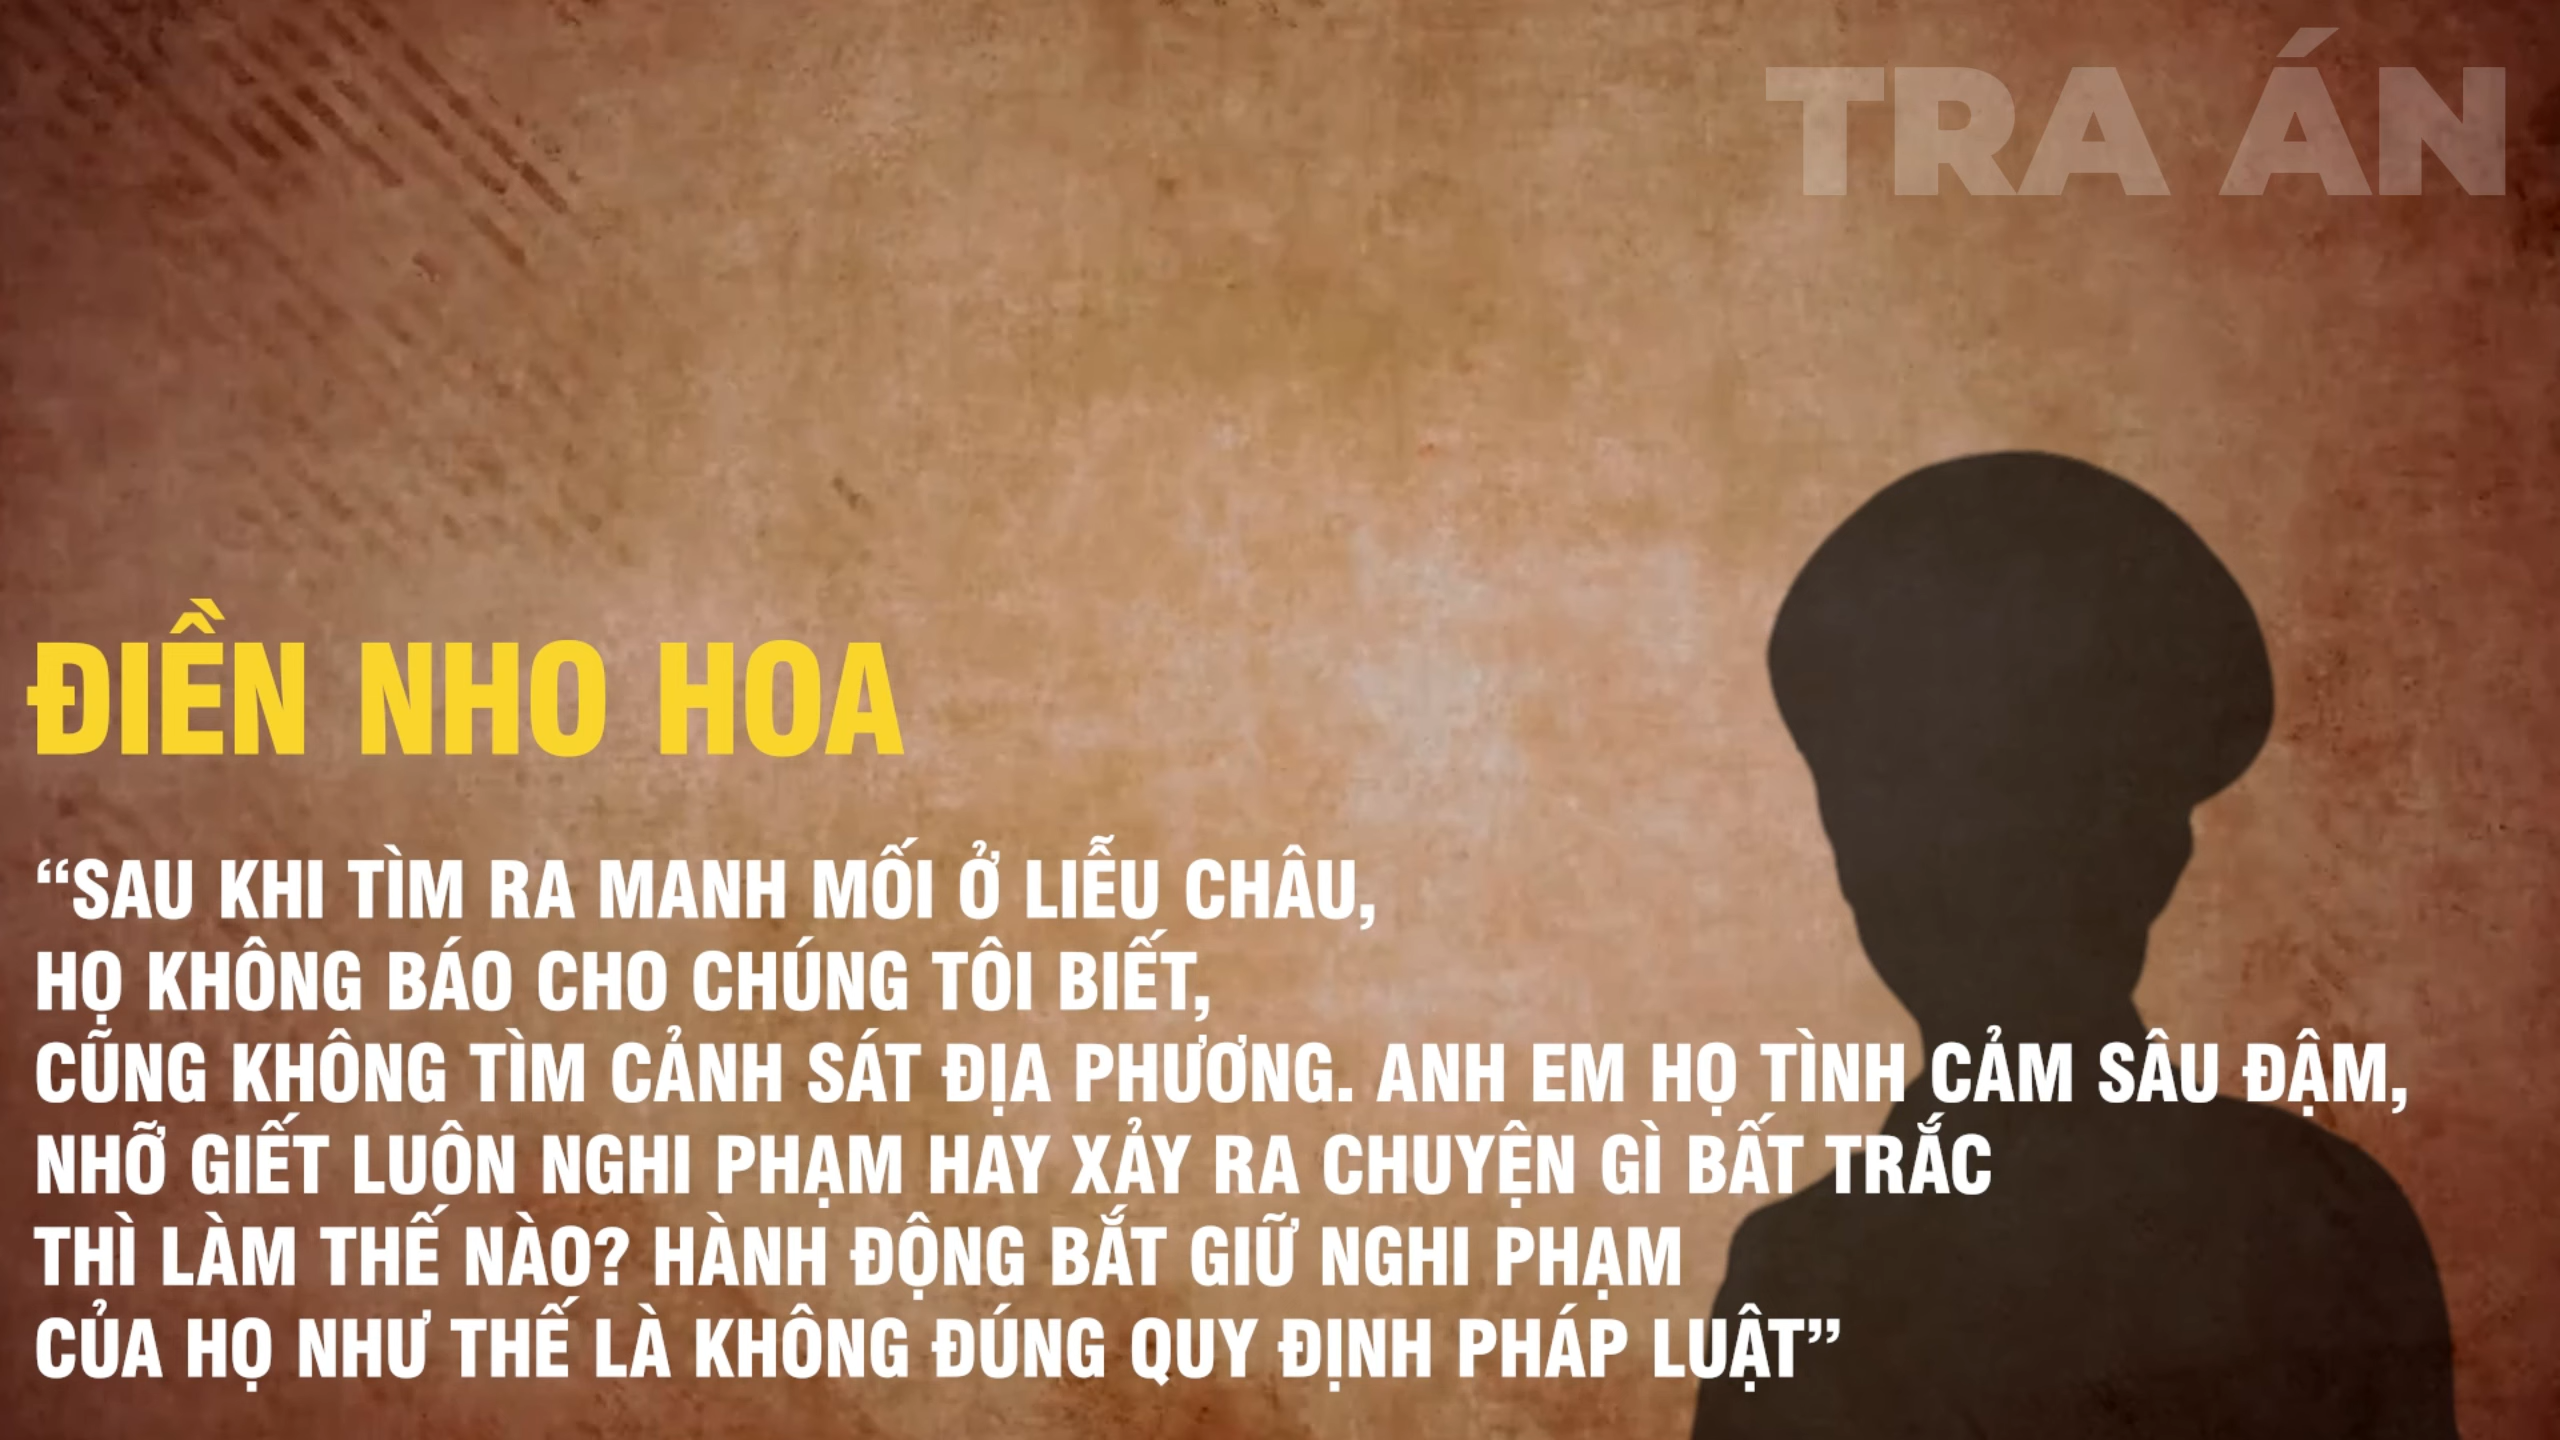 TRA ÁN
ĐIỀN NHO HOA
“SAU KHI TÌM RA MANH MỐI Ở LIỄU CHÂU,
HỌ KHÔNG BÁO CHO CHÚNG TÔI BIẾT,
CŨNG KHÔNG TÌM CẢNH SÁT ĐỊA PHƯƠNG. ANH EM HỌ TÌNH CẢM SÂU ĐẬM,
NHỠ GIẾT LUÔN NGHI PHẠM HAY XẢY RA CHUYỆN GÌ BẤT TRẮC
THÌ LÀM THẾ NÀO? HÀNH ĐỘNG BẮT GIỮ NGHI PHẠM
CỦA HỌ NHƯ THẾ LÀ KHÔNG ĐÚNG QUY ĐỊNH PHÁP LUẬT”